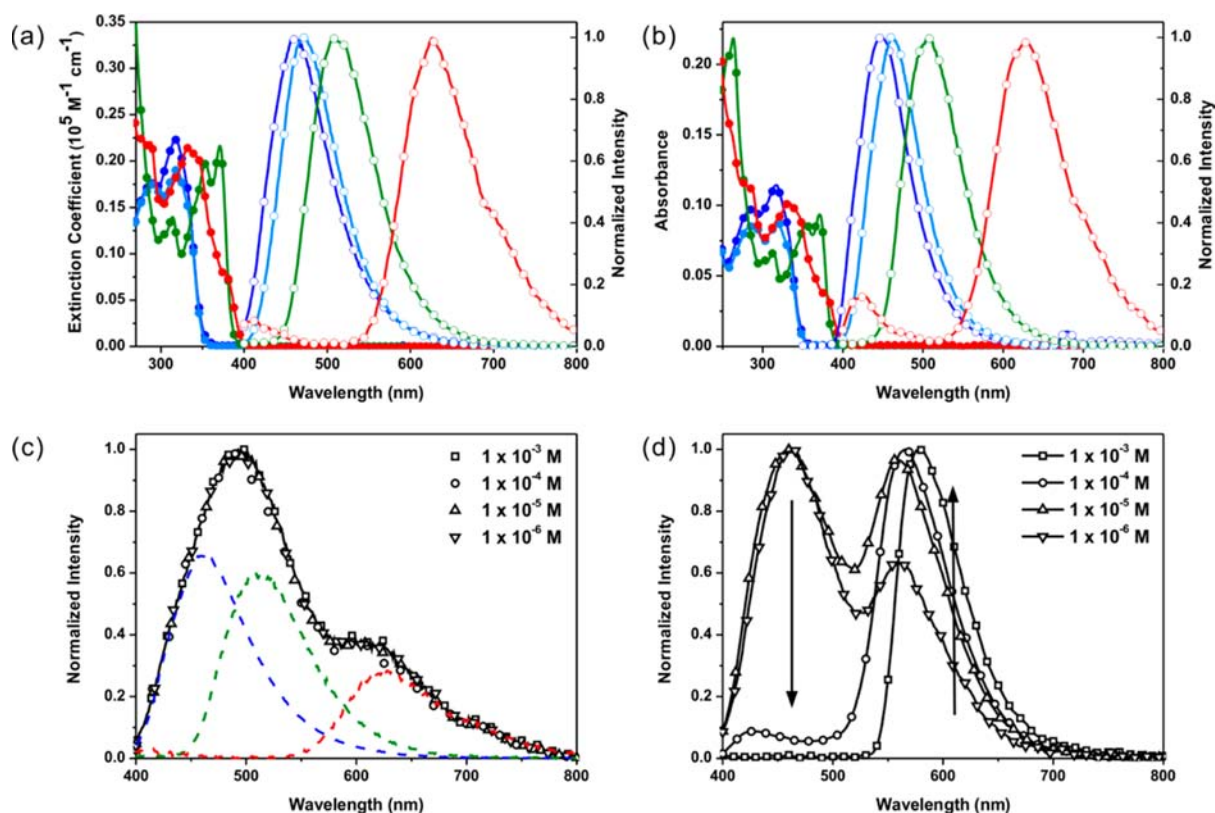 (a)
0.35
0.30
0.25
0.20
0.15
0.10
0.05
0.00
Extinction Coefficient (10⁵ M⁻¹ cm⁻¹)
1.0
0.8
0.6
0.4
0.2
0.0
Normalized Intensity
300 400 500 600 700 800
Wavelength (nm)
(b)
0.20
0.15
0.10
0.05
0.00
Absorbance
1.0
0.8
0.6
0.4
0.2
0.0
Normalized Intensity
300 400 500 600 700 800
Wavelength (nm)
(c)
1.0
0.8
0.6
0.4
0.2
0.0
Normalized Intensity
1 x 10⁻³ M
1 x 10⁻⁴ M
1 x 10⁻⁵ M
1 x 10⁻⁶ M
400 500 600 700 800
Wavelength (nm)
(d)
1.0
0.8
0.6
0.4
0.2
0.0
Normalized Intensity
1 x 10⁻³ M
1 x 10⁻⁴ M
1 x 10⁻⁵ M
1 x 10⁻⁶ M
400 500 600 700 800
Wavelength (nm)